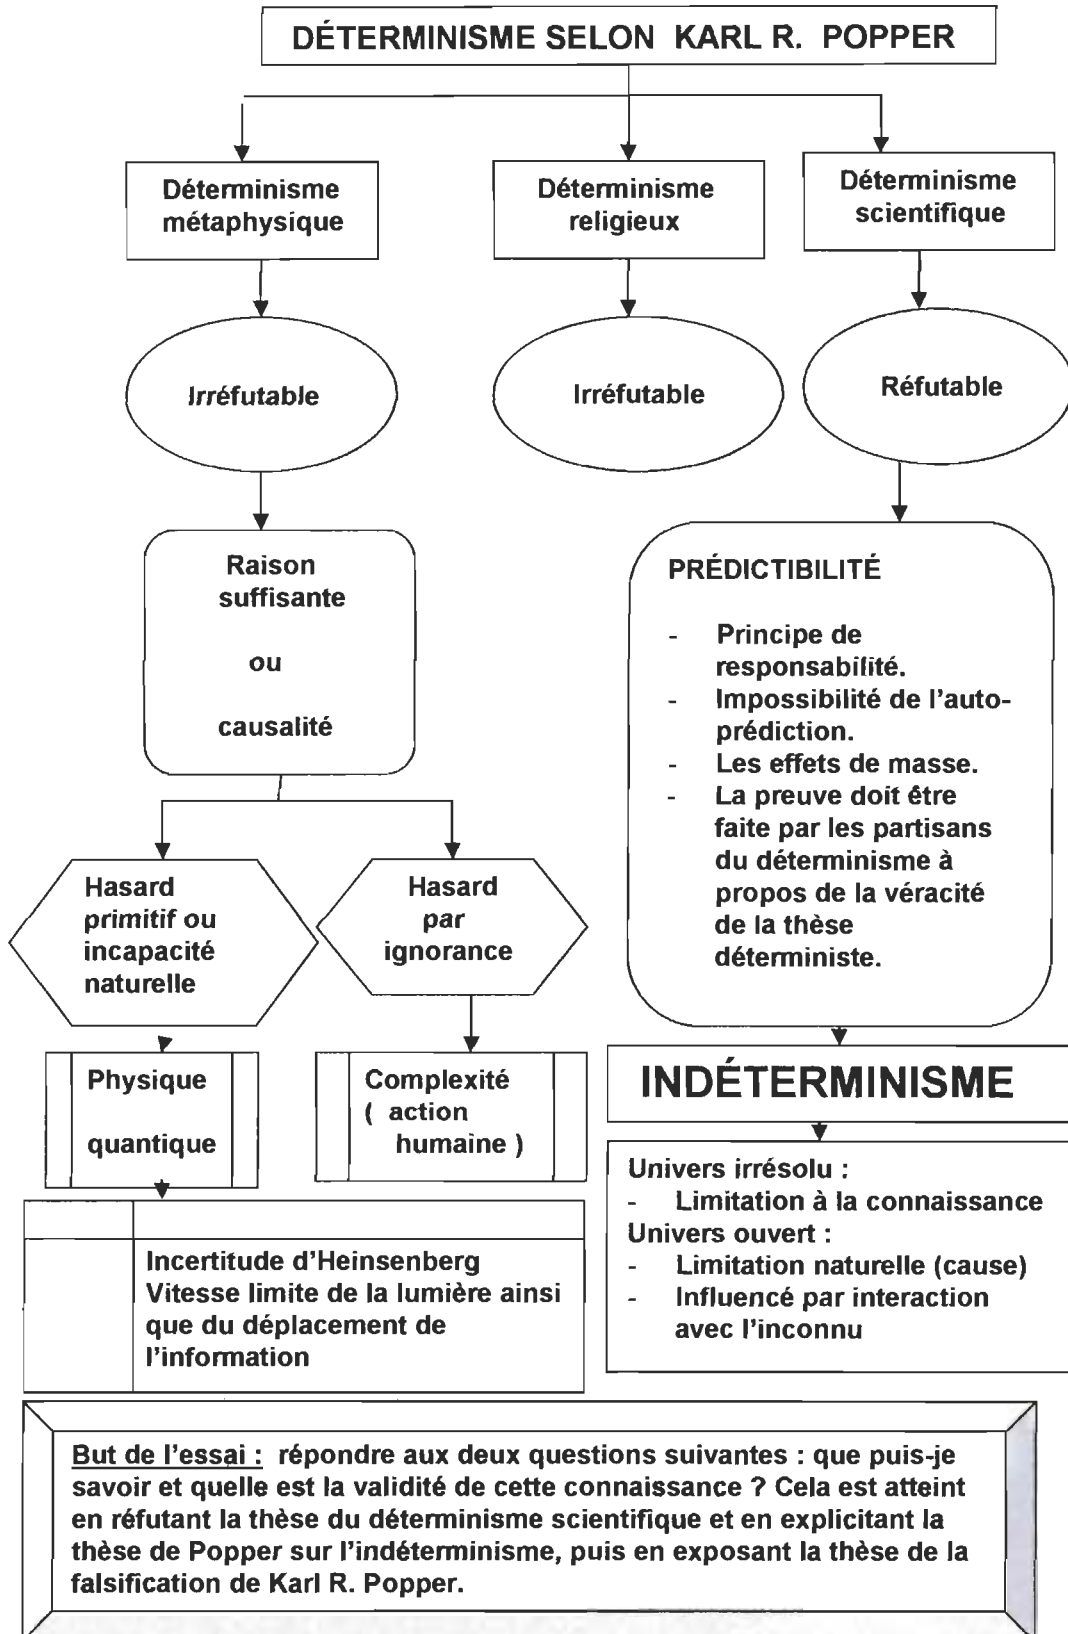 DÉTERMINISME SELON KARL R. POPPER
Déterminisme
métaphysique
Déterminisme
religieux
Déterminisme
scientifique
Irréfutable
Irréfutable
Réfutable
Raison
suffisante
ou
causalité
PRÉDICTIBILITÉ
- Principe de
responsabilité.
- Impossibilité de l'auto-
prédiction.
- Les effets de masse.
- La preuve doit être
faite par les partisans
du déterminisme à
propos de la véracité
de la thèse
déterministe.
Hasard
primitif ou
incapacité
naturelle
Hasard
par
ignorance
Physique
quantique
Complexité
( action
humaine )
INDÉTERMINISME
Univers irrésolu :
- Limitation à la connaissance
Univers ouvert :
- Limitation naturelle (cause)
- Influencé par interaction
avec l'inconnu
Incertitude d'Heinsenberg
Vitesse limite de la lumière ainsi
que du déplacement de
l'information
But de l'essai : répondre aux deux questions suivantes : que puis-je
savoir et quelle est la validité de cette connaissance ? Cela est atteint
en réfutant la thèse du déterminisme scientifique et en explicitant la
thèse de Popper sur l'indéterminisme, puis en exposant la thèse de la
falsification de Karl R. Popper.